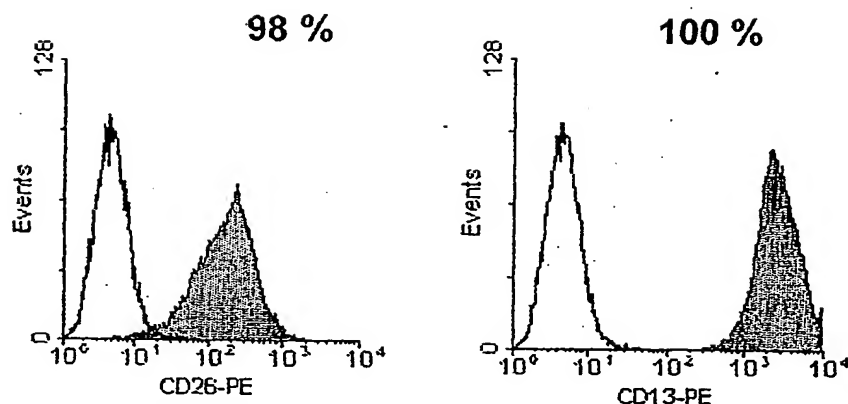 98 %
128
Events
0
10⁰ 10¹ 10² 10³ 10⁴
CD26-PE
100 %
128
Events
0
10⁰ 10¹ 10² 10³ 10⁴
CD13-PE